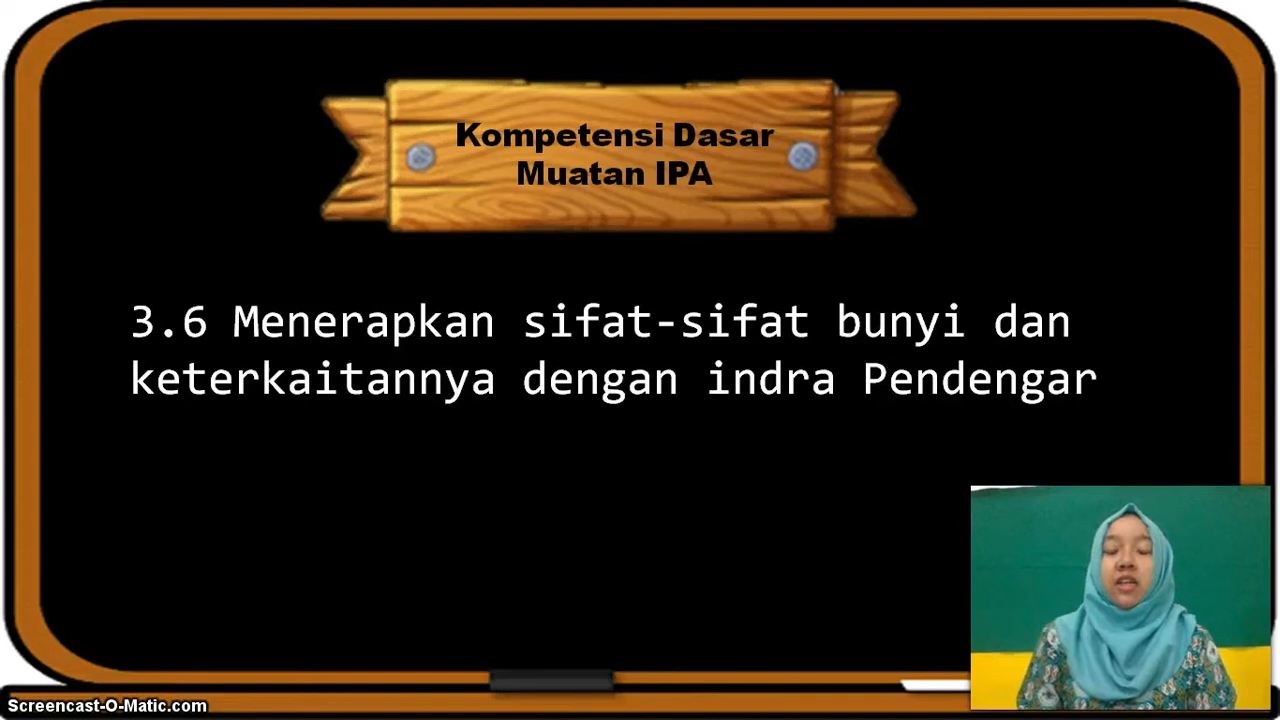 Kompetensi Dasar
Muatan IPA
3.6 Menerapkan sifat-sifat bunyi dan
keterkaitannya dengan indra Pendengar
Screencast-O-Matic.com